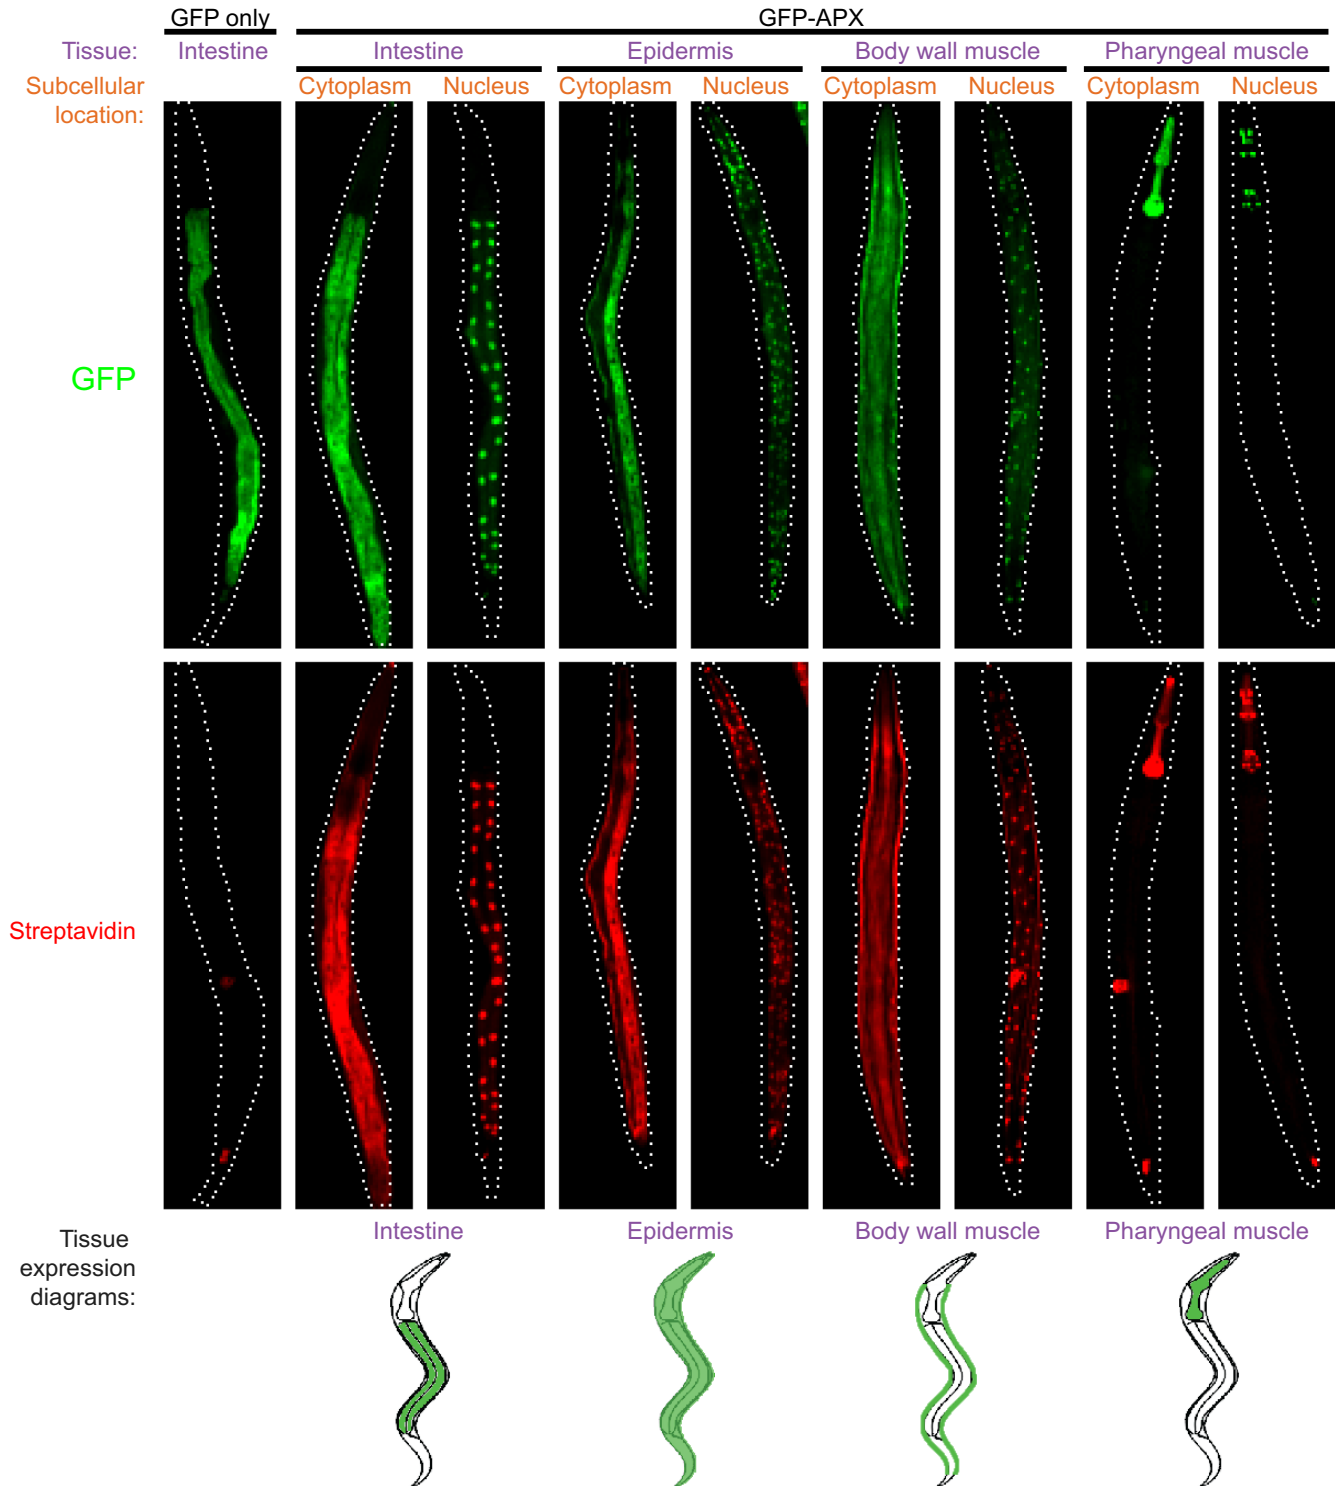 GFP only
GFP-APX
Tissue:
Intestine
Intestine
Epidermis
Body wall muscle
Pharyngeal muscle
Subcellular
location:
Cytoplasm
Nucleus
Cytoplasm
Nucleus
Cytoplasm
Nucleus
Cytoplasm
Nucleus
GFP
Streptavidin
Tissue
expression
diagrams:
Intestine
Epidermis
Body wall muscle
Pharyngeal muscle